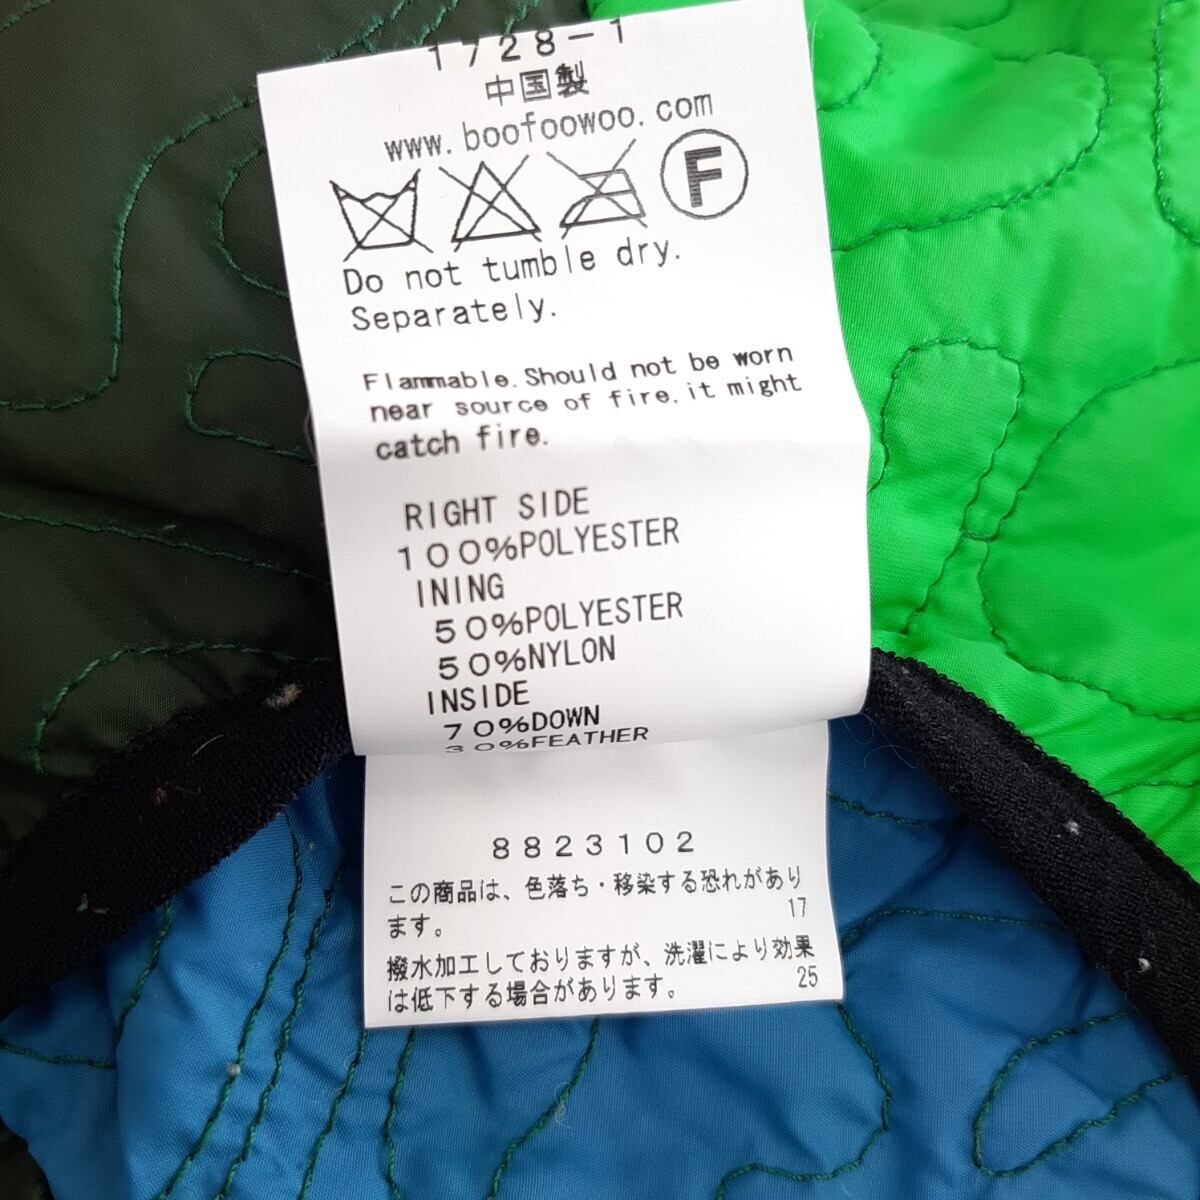 1728-1
中国製
www.boofoowoo.com
F
Do not tumble dry.
Separately.
Flammable.Should not be worn
near source of fire.it might
catch fire.
RIGHT SIDE
100%POLYESTER
INING
50%POLYESTER
50%NYLON
INSIDE
70%DOWN
30%FEATHER
8823102
この商品は、色落ち・移染する恐れがあり
ます。 17
撥水加工しておりますが、洗濯により効果
は低下する場合があります。 25